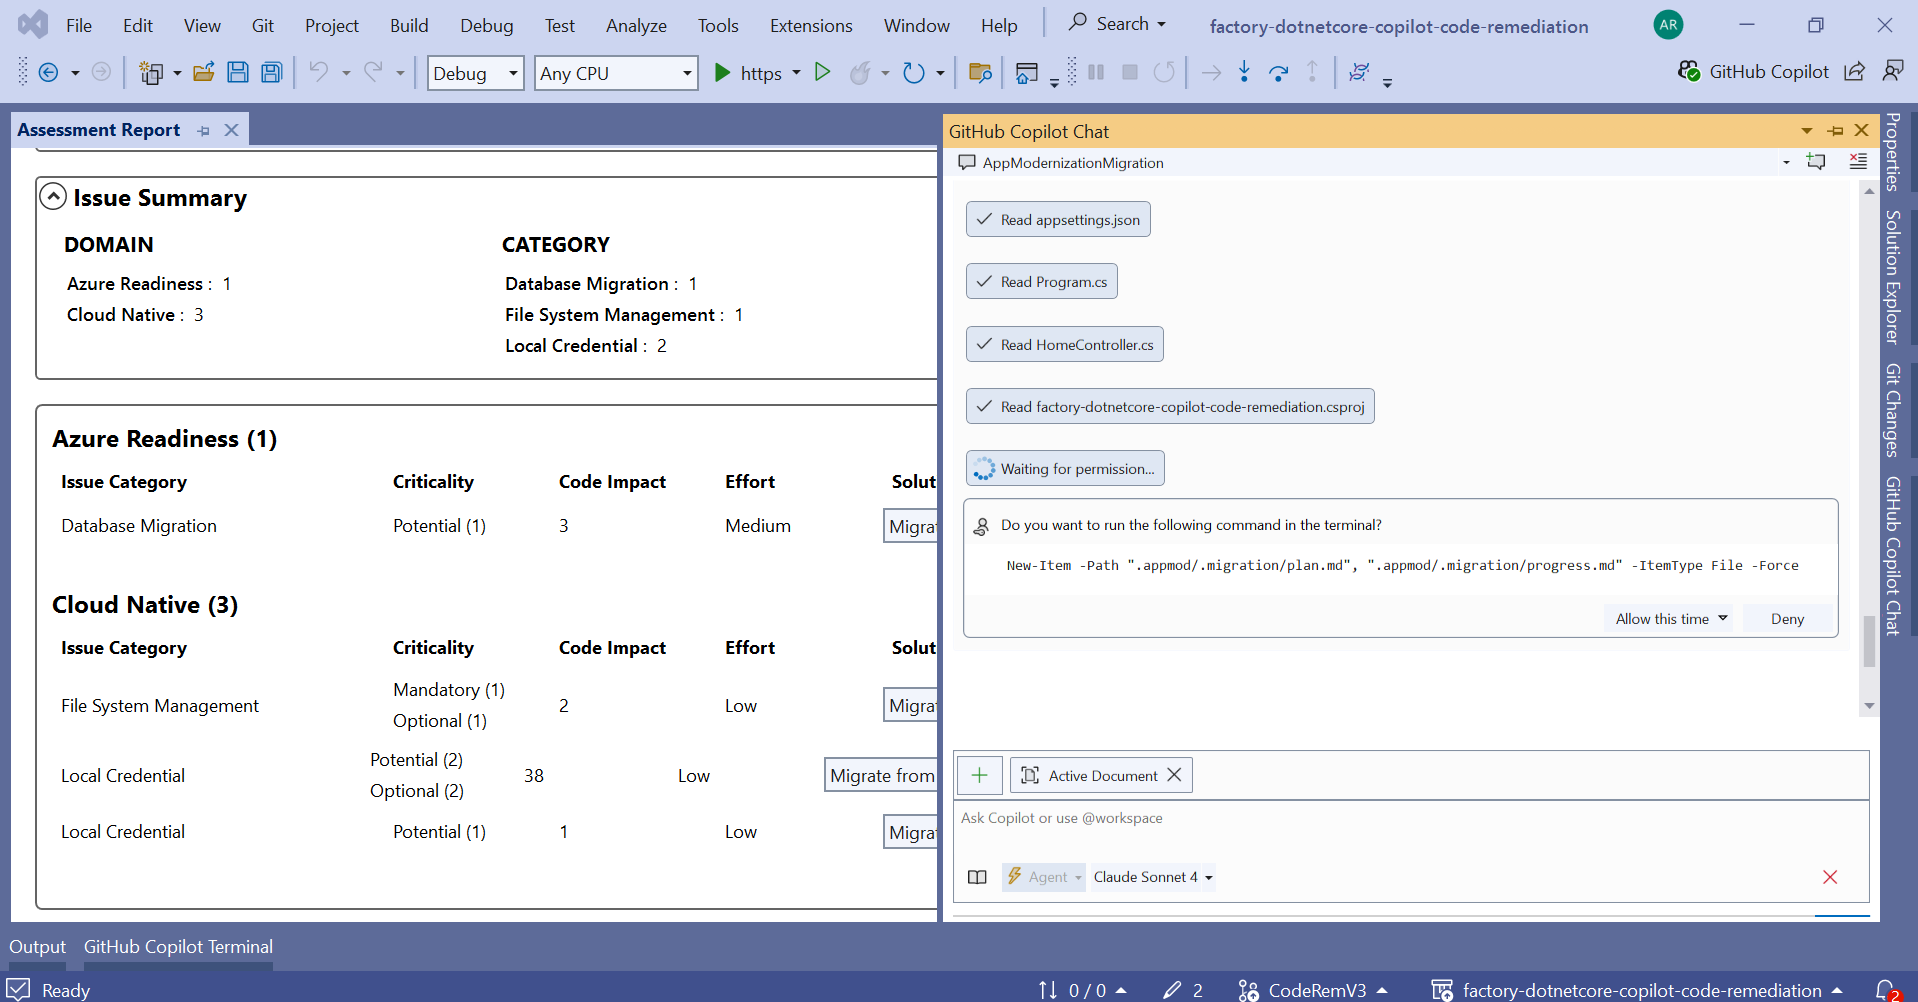 File Edit View Git Project Build Debug Test Analyze Tools Extensions Window Help Search factory-dotnetcore-copilot-code-remediation AR
Debug Any CPU https GitHub Copilot
Assessment Report
Issue Summary
DOMAIN CATEGORY
Azure Readiness : 1 Database Migration : 1
Cloud Native : 3 File System Management : 1
Local Credential : 2
Azure Readiness (1)
Issue Category Criticality Code Impact Effort Solut
Database Migration Potential (1) 3 Medium Migrat
Cloud Native (3)
Issue Category Criticality Code Impact Effort Solut
File System Management Mandatory (1) Optional (1) 2 Low Migrat
Local Credential Potential (2) Optional (2) 38 Low Migrate from
Local Credential Potential (1) 1 Low Migrat
GitHub Copilot Chat
AppModernizationMigration
Read appsettings.json
Read Program.cs
Read HomeController.cs
Read factory-dotnetcore-copilot-code-remediation.csproj
Waiting for permission...
Do you want to run the following command in the terminal?
New-Item -Path ".appmod/.migration/plan.md", ".appmod/.migration/progress.md" -ItemType File -Force
Allow this time Deny
Active Document
Ask Copilot or use @workspace
Agent Claude Sonnet 4
Properties
Solution Explorer
Git Changes
GitHub Copilot Chat
Output GitHub Copilot Terminal
Ready 0 / 0 2 CodeRemV3 factory-dotnetcore-copilot-code-remediation 2